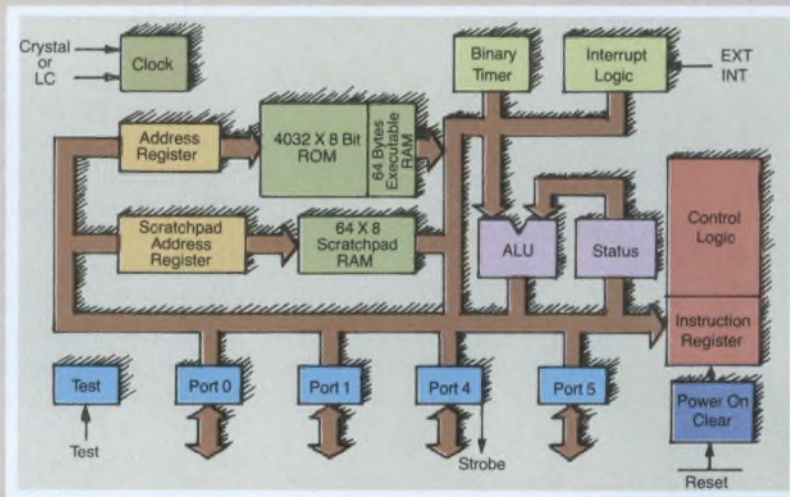 Crystal
or
LC
Clock
Binary
Timer
Interrupt
Logic
EXT
INT
Address
Register
4032 X 8 Bit
ROM
64 Bytes
Executable
RAM
Scratchpad
Address
Register
64 X 8
Scratchpad
RAM
ALU
Status
Control
Logic
Instruction
Register
Test
Port 0
Port 1
Port 4
Port 5
Power On
Clear
Test
Strobe
Reset